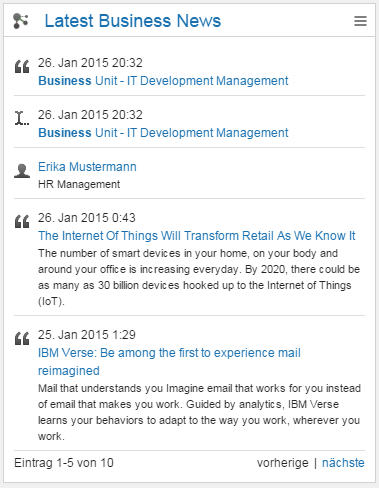 Latest Business News
26. Jan 2015 20:32
Business Unit - IT Development Management
26. Jan 2015 20:32
Business Unit - IT Development Management
Erika Mustermann
HR Management
26. Jan 2015 0:43
The Internet Of Things Will Transform Retail As We Know It
The number of smart devices in your home, on your body and
around your office is increasing everyday. By 2020, there could be
as many as 30 billion devices hooked up to the Internet of Things
(IoT).
25. Jan 2015 1:29
IBM Verse: Be among the first to experience mail
reimagined
Mail that understands you Imagine email that works for you instead
of email that makes you work. Guided by analytics, IBM Verse
learns your behaviors to adapt to the way you work, wherever you
work.
Eintrag 1-5 von 10 vorherige | nächste